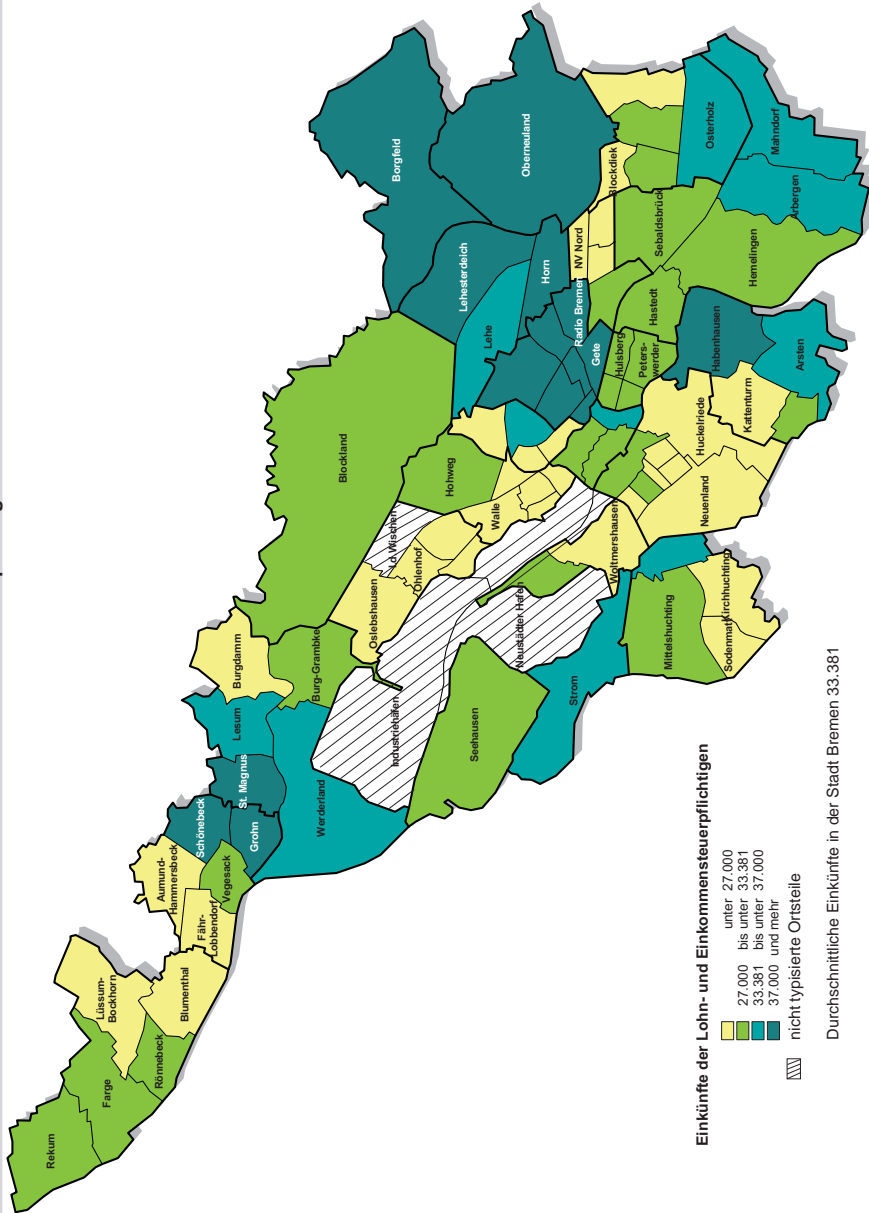 Rekum
Farge
Rönnebeck
Lüssum-
Bockhorn
Blumenthal
Fähr-
Lobbendorf
Aumund-
Hammersbeck
Vegesack
Schönebeck
Grohn
St. Magnus
Lesum
Burgdamm
Werderland
Burg-Grambke
Blockland
Industriehäfen
Oslebshausen
Ohlenhof
In d. Wischen
Hohweg
Walle
Seehausen
Strom
Neustädter Hafen
Woltmershausen
Mittelshuchting
Sodenmatt
Kirchhuchting
Neuenland
Huckelriede
Kattenturm
Habenhausen
Arsten
Lehe
Lehesterdeich
Borgfeld
Horn
Oberneuland
Radio Bremen
NV Nord
Blockdiek
Gete
Hulsberg
Peters-
werder
Hastedt
Sebaldsbrück
Hemelingen
Arbergen
Mahndorf
Osterholz
Einkünfte der Lohn- und Einkommensteuerpflichtigen
unter 27.000
27.000 bis unter 33.381
33.381 bis unter 37.000
37.000 und mehr
nicht typisierte Ortsteile
Durchschnittliche Einkünfte in der Stadt Bremen 33.381